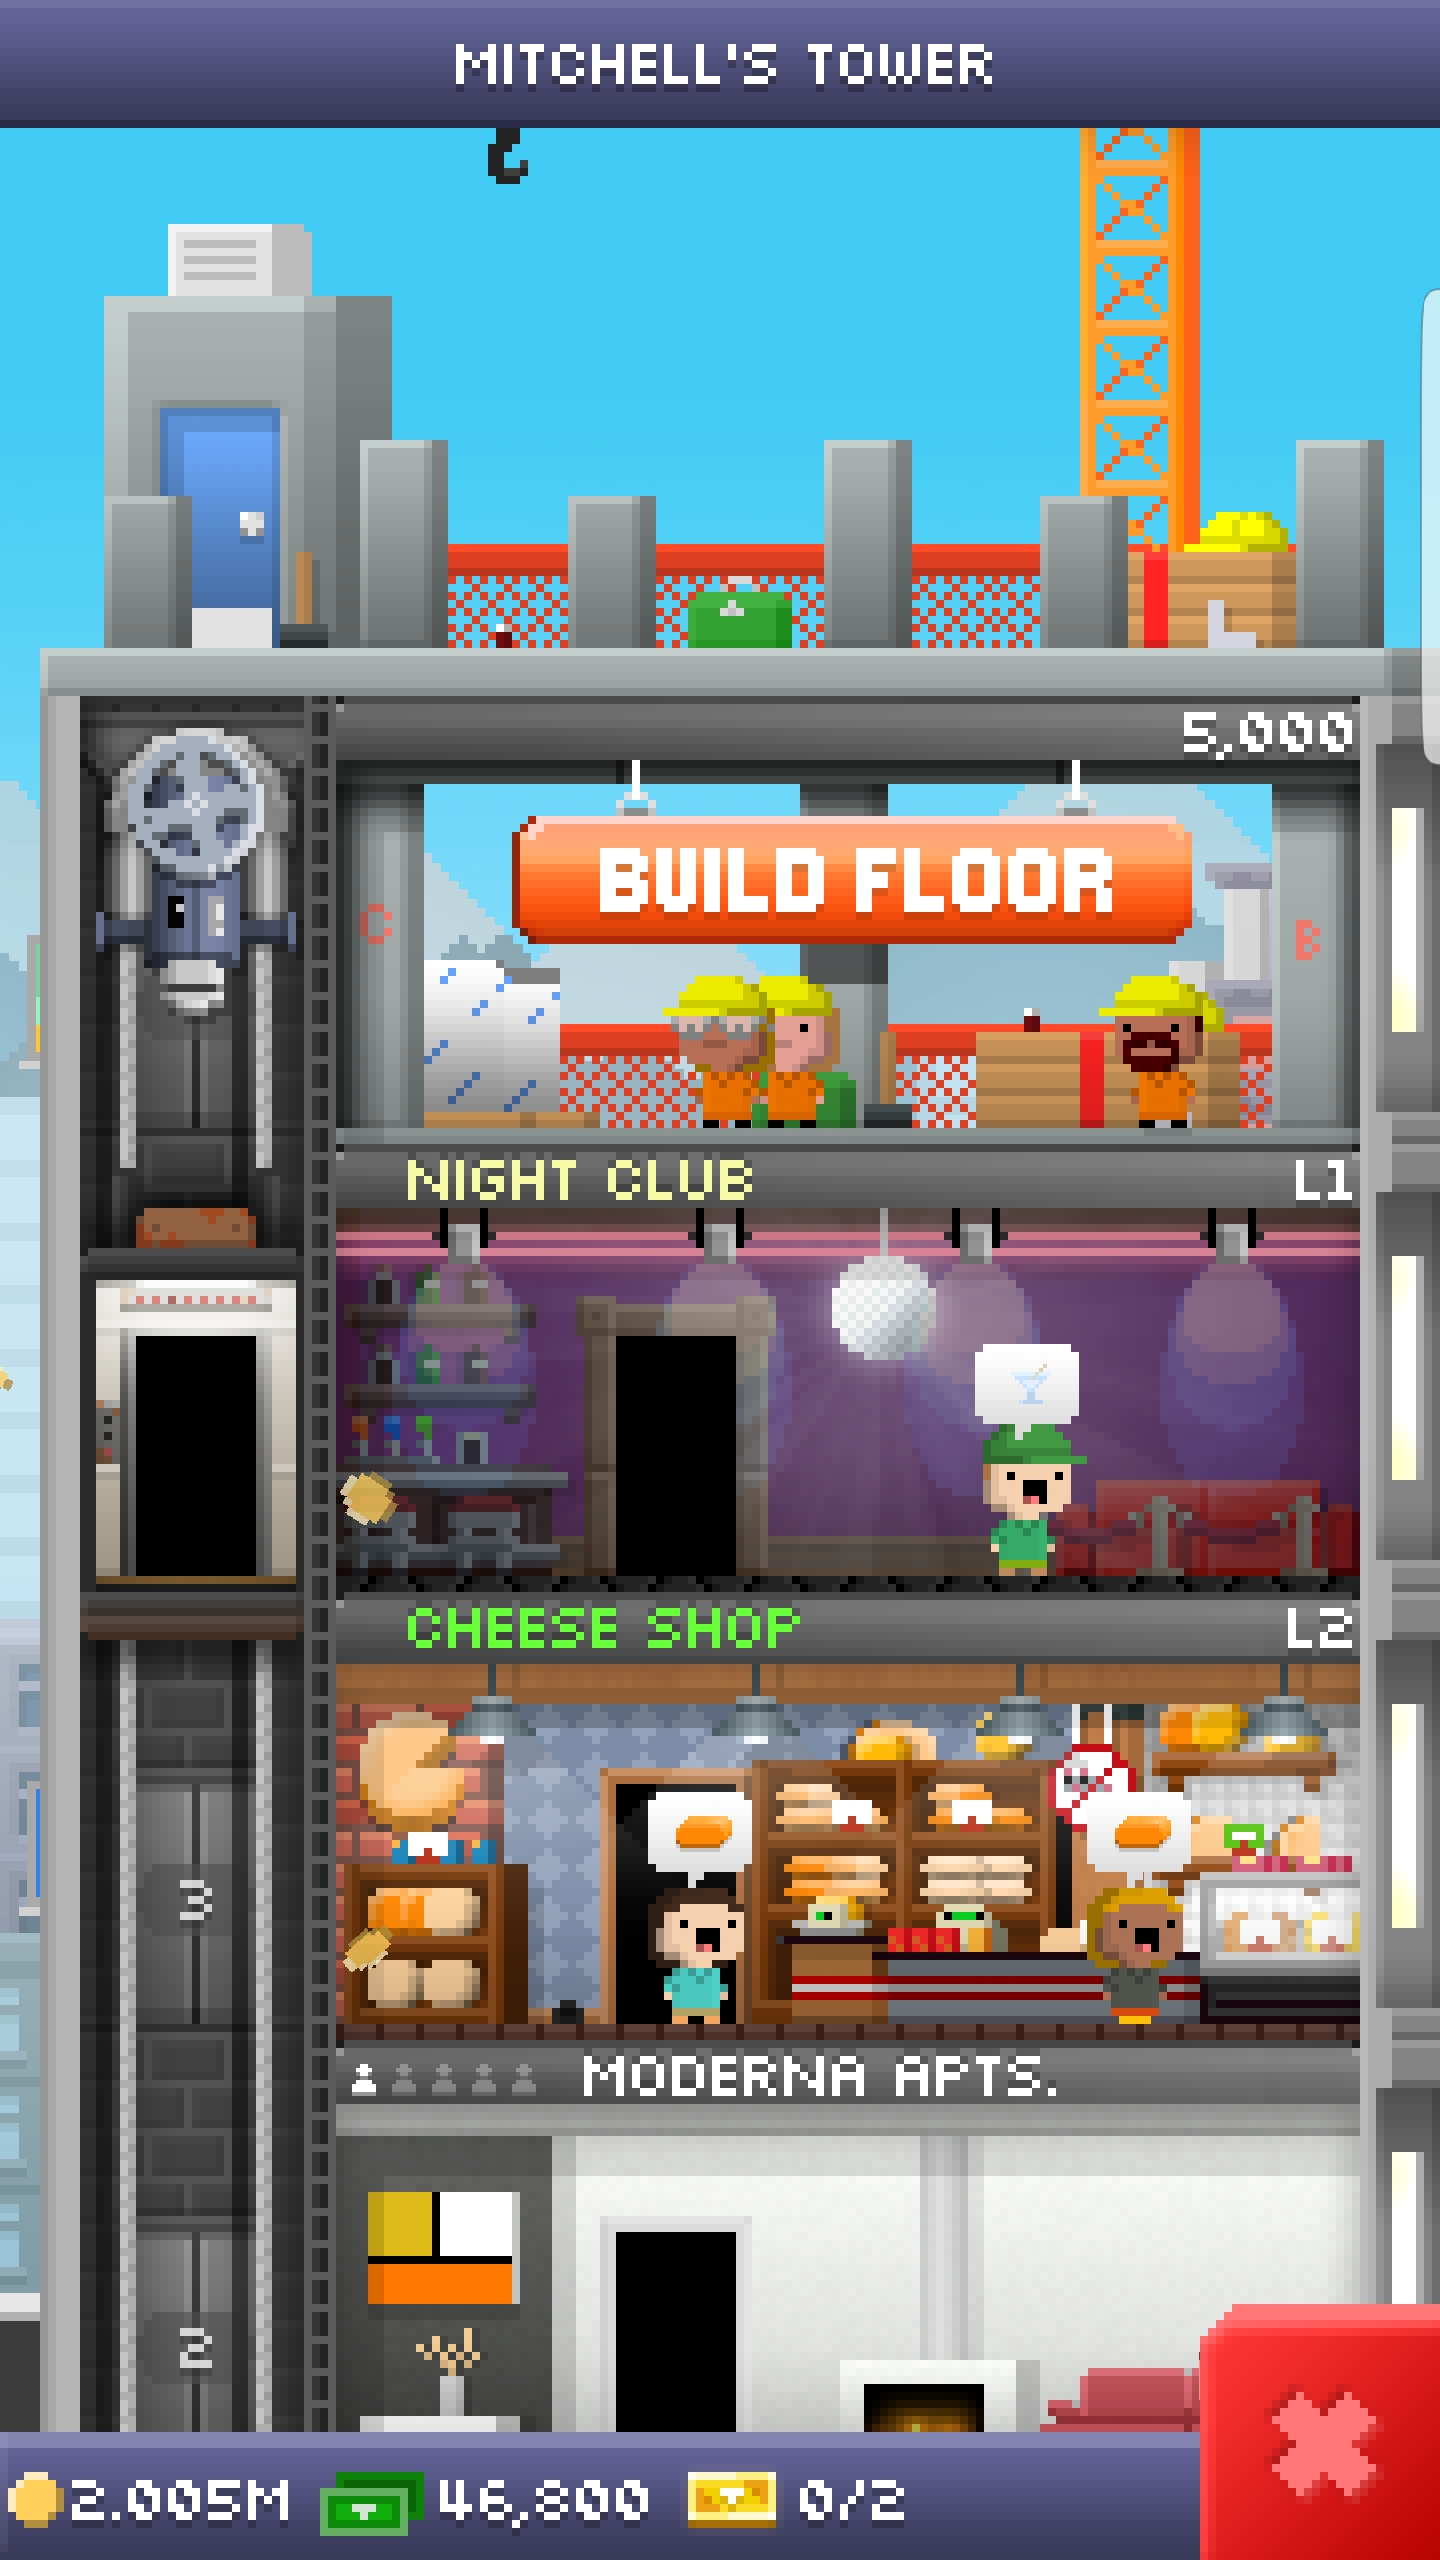 MITCHELL'S TOWER
5,000
BUILD FLOOR
C
B
NIGHT CLUB L1
CHEESE SHOP L2
3
MODERNA APTS.
2
2.005M 46,800 0/2